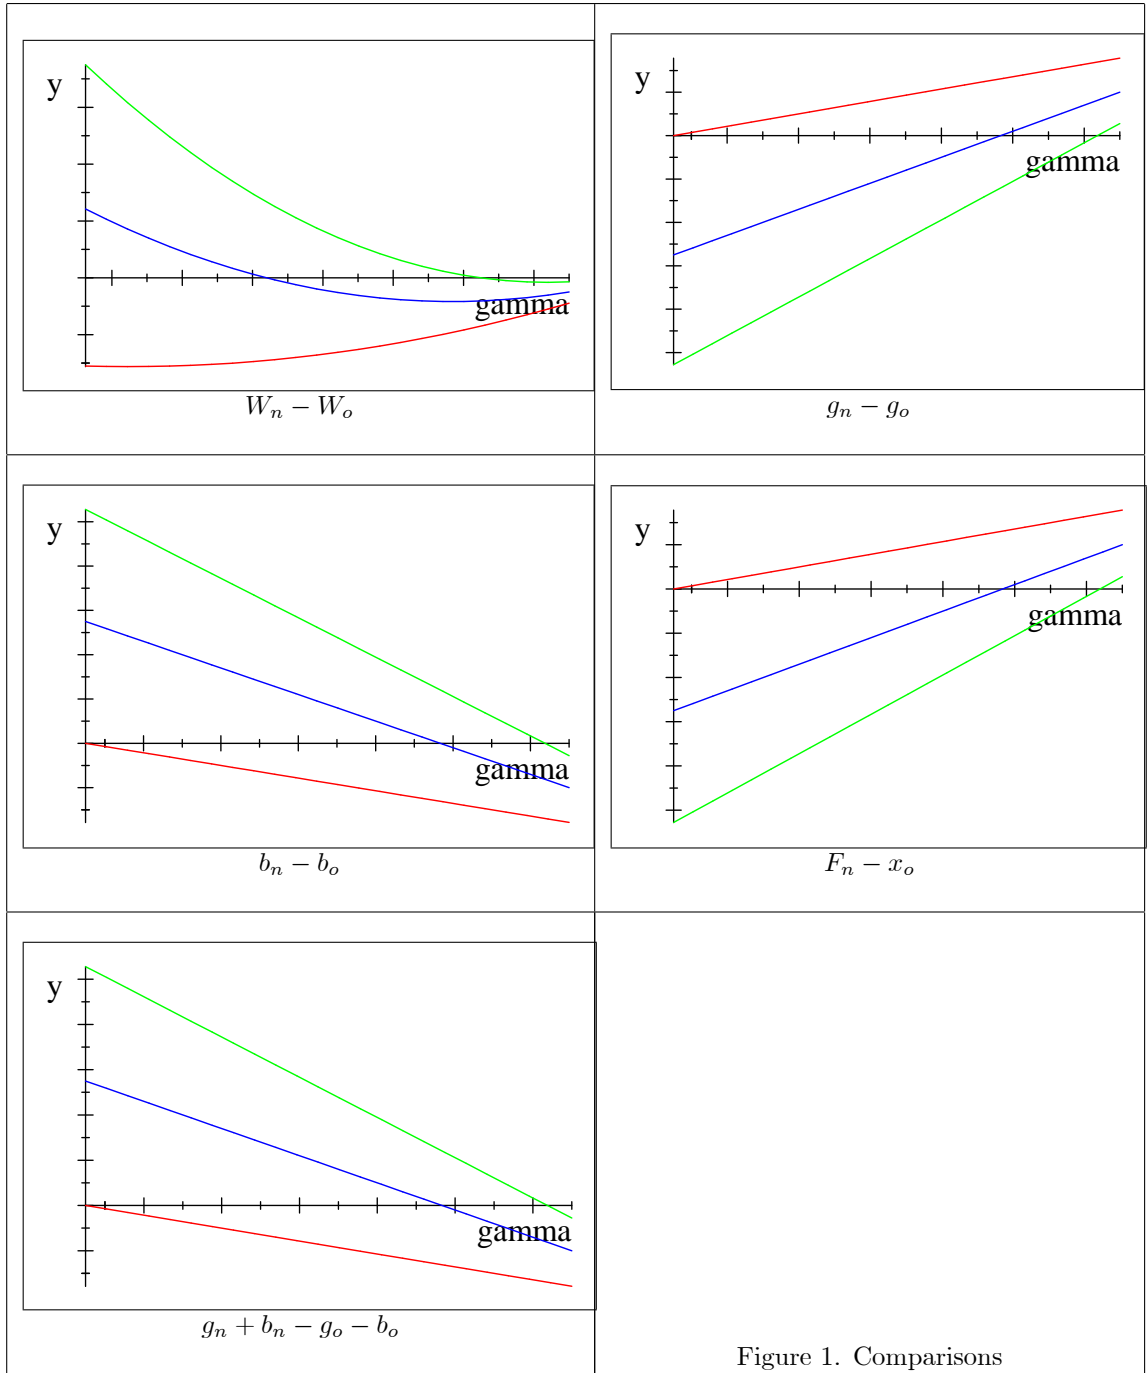 y
gamma
W_n − W_o
y
gamma
g_n − g_o
y
gamma
b_n − b_o
y
gamma
F_n − x_o
y
gamma
g_n + b_n − g_o − b_o
Figure 1. Comparisons